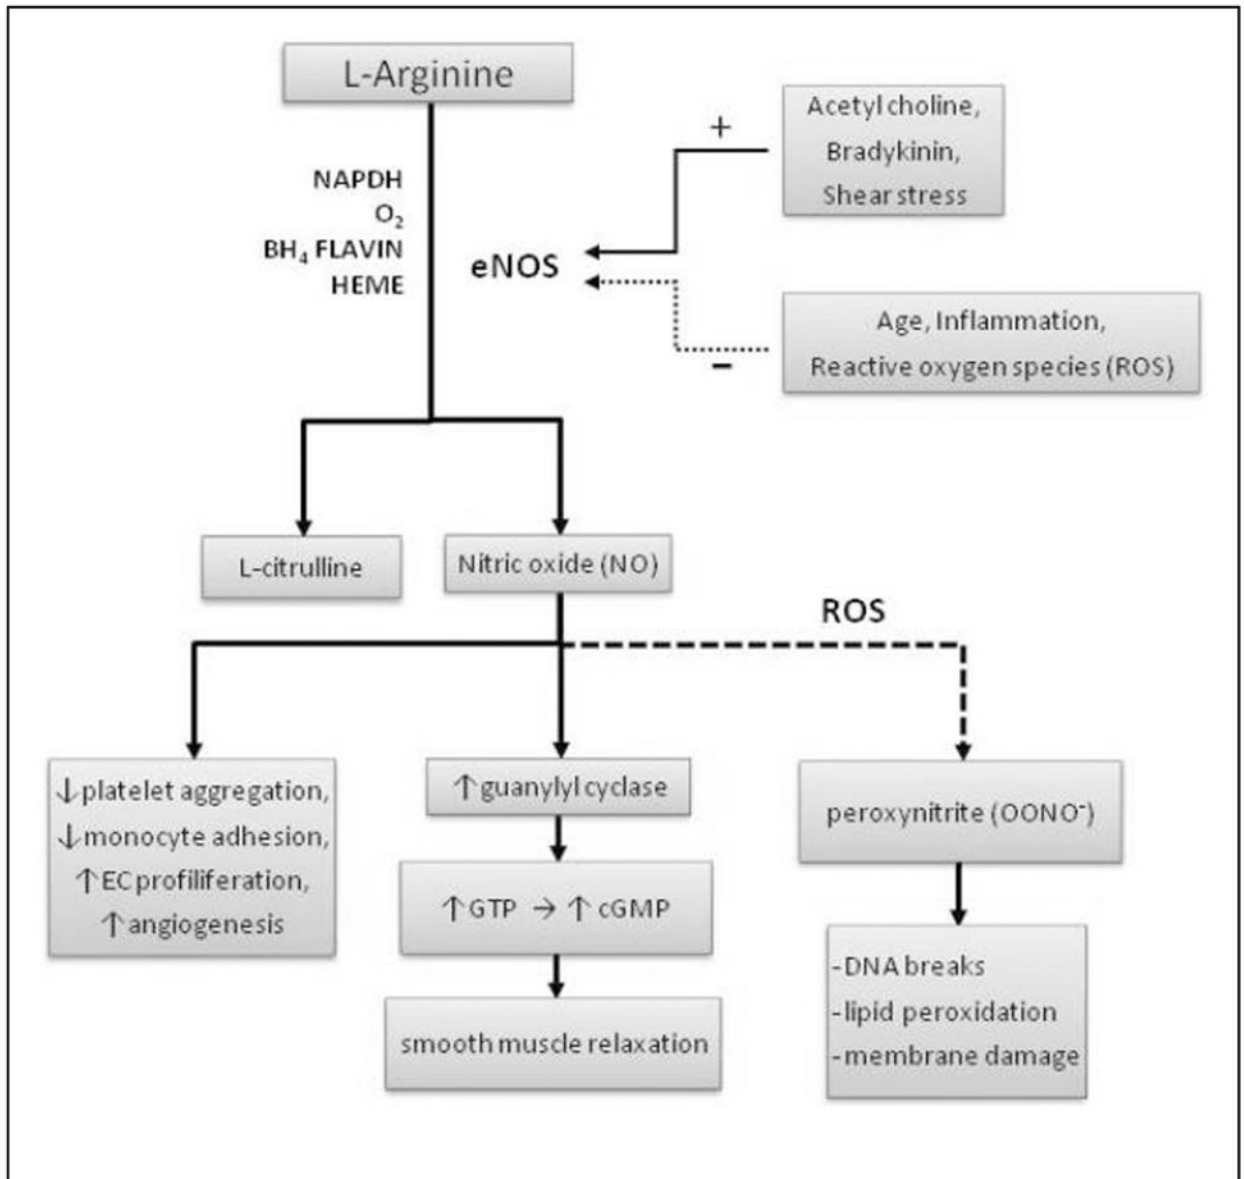 L-Arginine
NAPDH
O₂
BH₄ FLAVIN
HEME
eNOS
+
Acetyl choline,
Bradykinin,
Shear stress
Age, Inflammation,
Reactive oxygen species (ROS)
–
L-citrulline
Nitric oxide (NO)
ROS
↓platelet aggregation,
↓monocyte adhesion,
↑EC profiliferation,
↑angiogenesis
↑guanylyl cyclase
↑GTP → ↑ cGMP
smooth muscle relaxation
peroxynitrite (OONO⁻)
-DNA breaks
-lipid peroxidation
-membrane damage